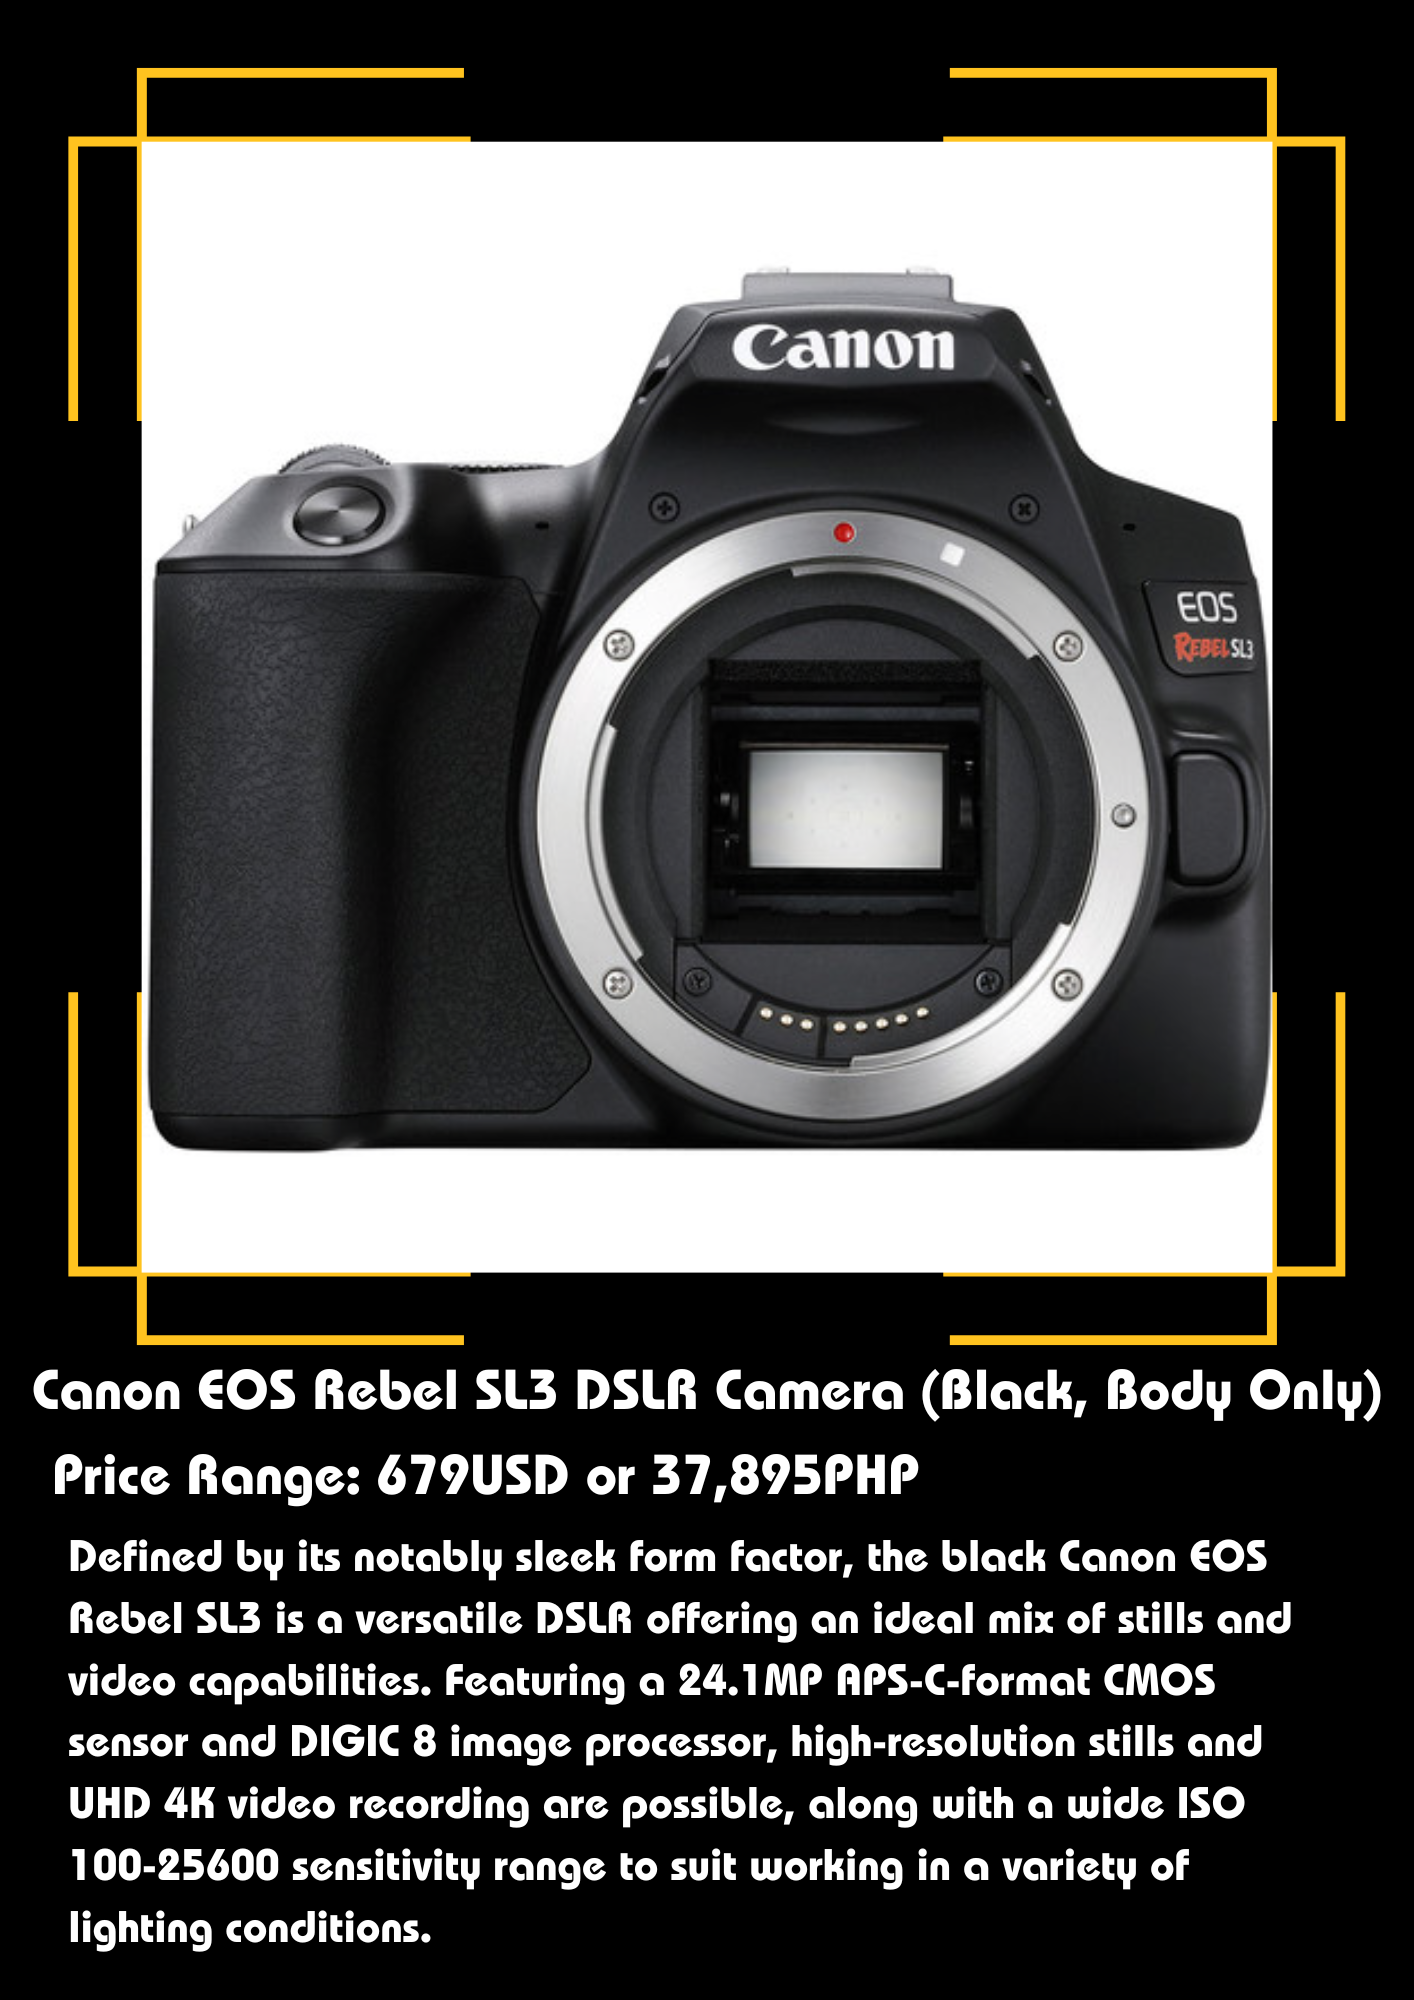 Canon
EOS
REBEL SL3
Canon EOS Rebel SL3 DSLR Camera (Black, Body Only)
Price Range: 679USD or 37,895PHP
Defined by its notably sleek form factor, the black Canon EOS
Rebel SL3 is a versatile DSLR offering an ideal mix of stills and
video capabilities. Featuring a 24.1MP APS-C-format CMOS
sensor and DIGIC 8 image processor, high-resolution stills and
UHD 4K video recording are possible, along with a wide ISO
100-25600 sensitivity range to suit working in a variety of
lighting conditions.